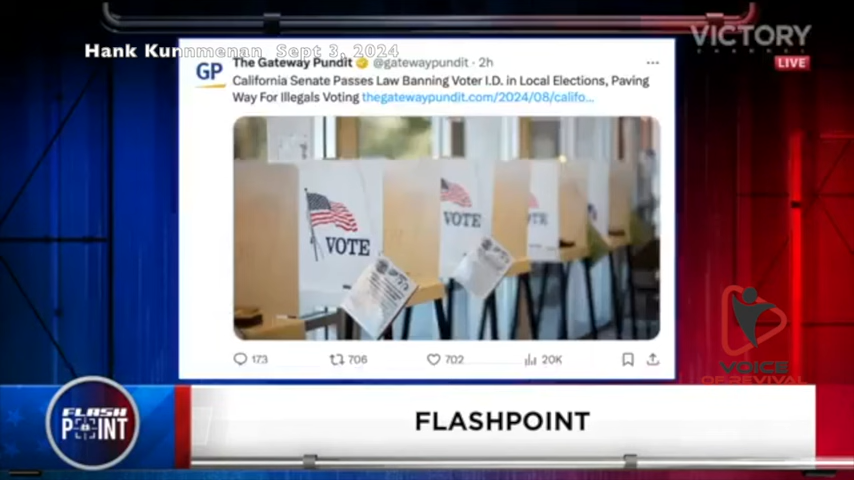 VICTORY
CHANNEL
LIVE
Hank Kunnmenan Sept 3, 2024
GP
The Gateway Pundit @gatewaypundit · 2h
California Senate Passes Law Banning Voter I.D. in Local Elections, Paving
Way For Illegals Voting thegatewaypundit.com/2024/08/califo...
VOTE
VOTE
VOTE
173 706 702 20K
VOICE
OF REVIVAL
FLASH
POINT
FLASHPOINT